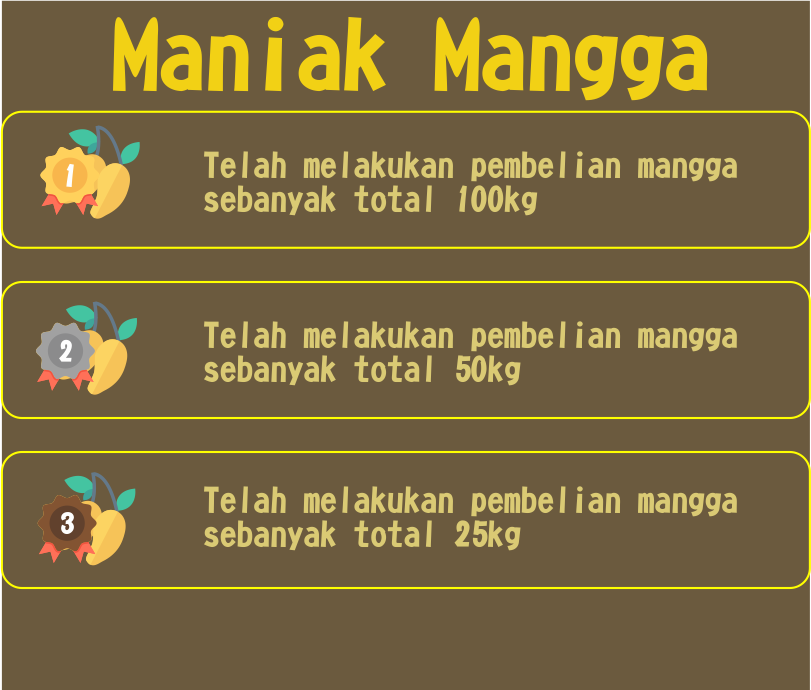 Maniak Mangga
1
Telah melakukan pembelian mangga
sebanyak total 100kg
2
Telah melakukan pembelian mangga
sebanyak total 50kg
3
Telah melakukan pembelian mangga
sebanyak total 25kg